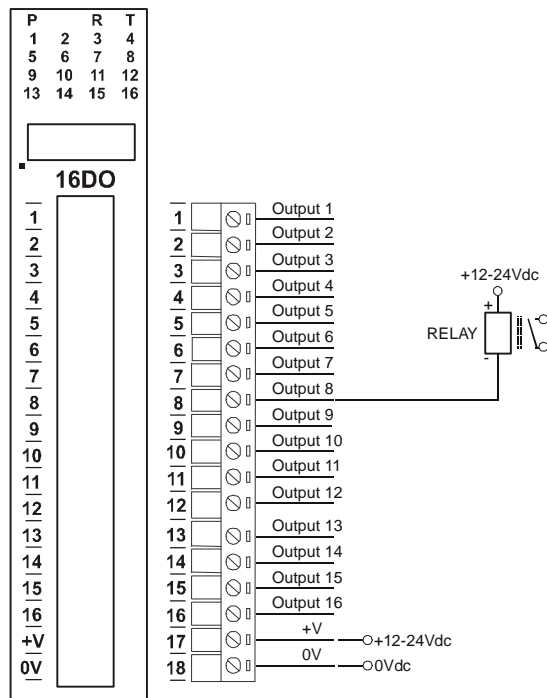 P R T
1 2 3 4
5 6 7 8
9 10 11 12
13 14 15 16
16DO
1
2
3
4
5
6
7
8
9
10
11
12
13
14
15
16
+V
0V
1 Output 1
2 Output 2
3 Output 3
4 Output 4
5 Output 5
6 Output 6
7 Output 7
8 Output 8
9 Output 9
10 Output 10
11 Output 11
12 Output 12
13 Output 13
14 Output 14
15 Output 15
16 Output 16
17 +V +12-24Vdc
18 0V 0Vdc
+12-24Vdc
+
RELAY
-